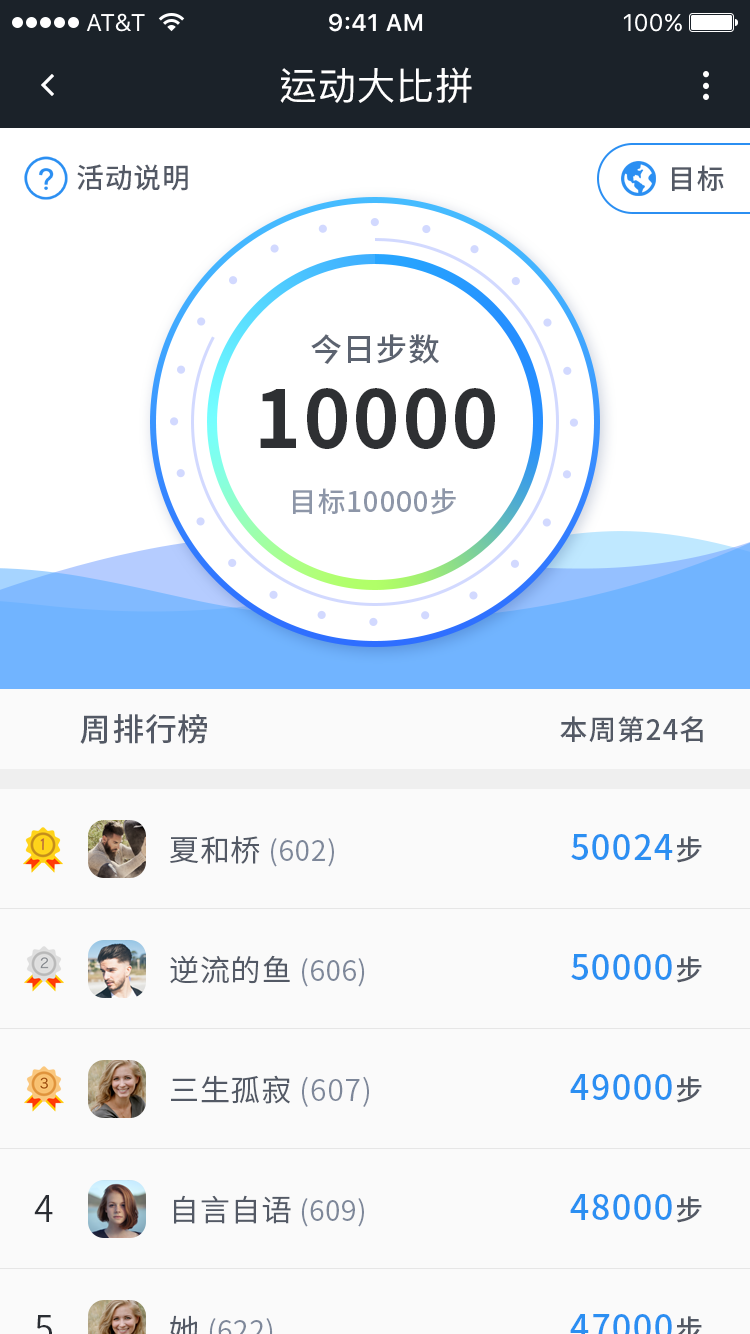 AT&T 9:41 AM 100%
运动大比拼
? 活动说明 目标
今日步数
10000
目标10000步
周排行榜 本周第24名
1 夏和桥 (602) 50024步
2 逆流的鱼 (606) 50000步
3 三生孤寂 (607) 49000步
4 自言自语 (609) 48000步
5 她 (622) 47000步